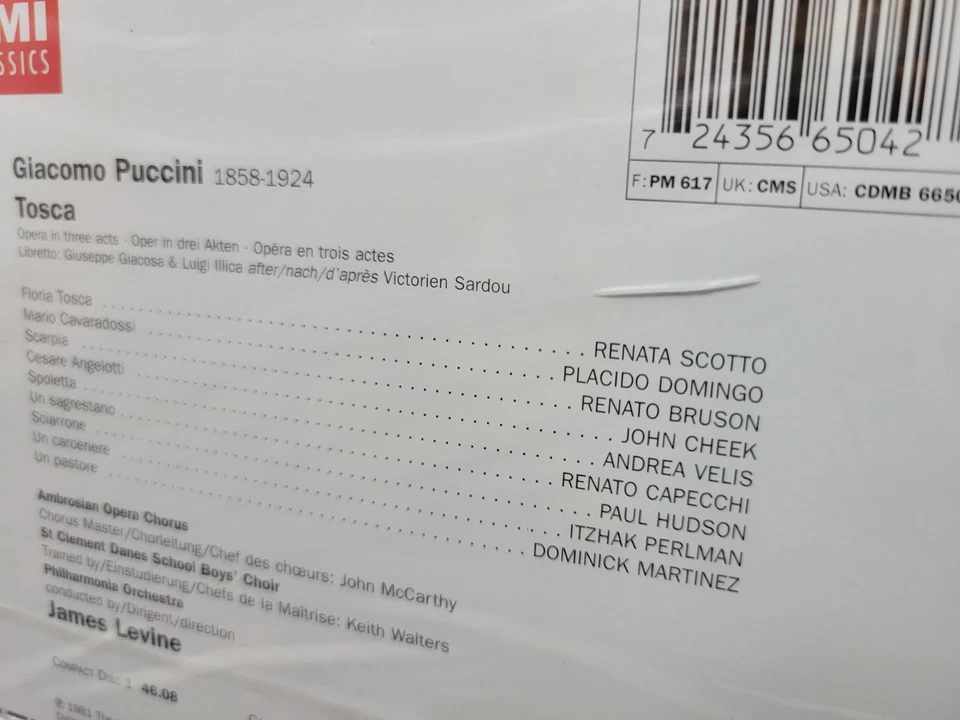 MI
SSICS
7 24356 65042
F: PM 617 UK: CMS USA: CDMB 6650
Giacomo Puccini 1858-1924
Tosca
Opera in three acts · Oper in drei Akten · Opéra en trois actes
Libretto: Giuseppe Giacosa & Luigi Illica after/nach/d'après Victorien Sardou
Floria Tosca . . . . . . . . . . . . . . . . . . . . RENATA SCOTTO
Mario Cavaradossi . . . . . . . . . . . . . . . . . . . . PLACIDO DOMINGO
Scarpia . . . . . . . . . . . . . . . . . . . . RENATO BRUSON
Cesare Angelotti . . . . . . . . . . . . . . . . . . . . JOHN CHEEK
Spoletta . . . . . . . . . . . . . . . . . . . . ANDREA VELIS
Un sagrestano . . . . . . . . . . . . . . . . . . . . RENATO CAPECCHI
Sciarrone . . . . . . . . . . . . . . . . . . . . PAUL HUDSON
Un carceriere . . . . . . . . . . . . . . . . . . . . ITZHAK PERLMAN
Un pastore . . . . . . . . . . . . . . . . . . . . DOMINICK MARTINEZ
Ambrosian Opera Chorus
Chorus Master/Chorleitung/Chef des chœurs: John McCarthy
St Clement Danes School Boys' Choir
Trained by/Einstudierung/Chefs de la Maîtrise: Keith Walters
Philharmonia Orchestra
conducted by/Dirigent/direction
James Levine
COMPACT DISC 1 46.08
℗ 1981 The